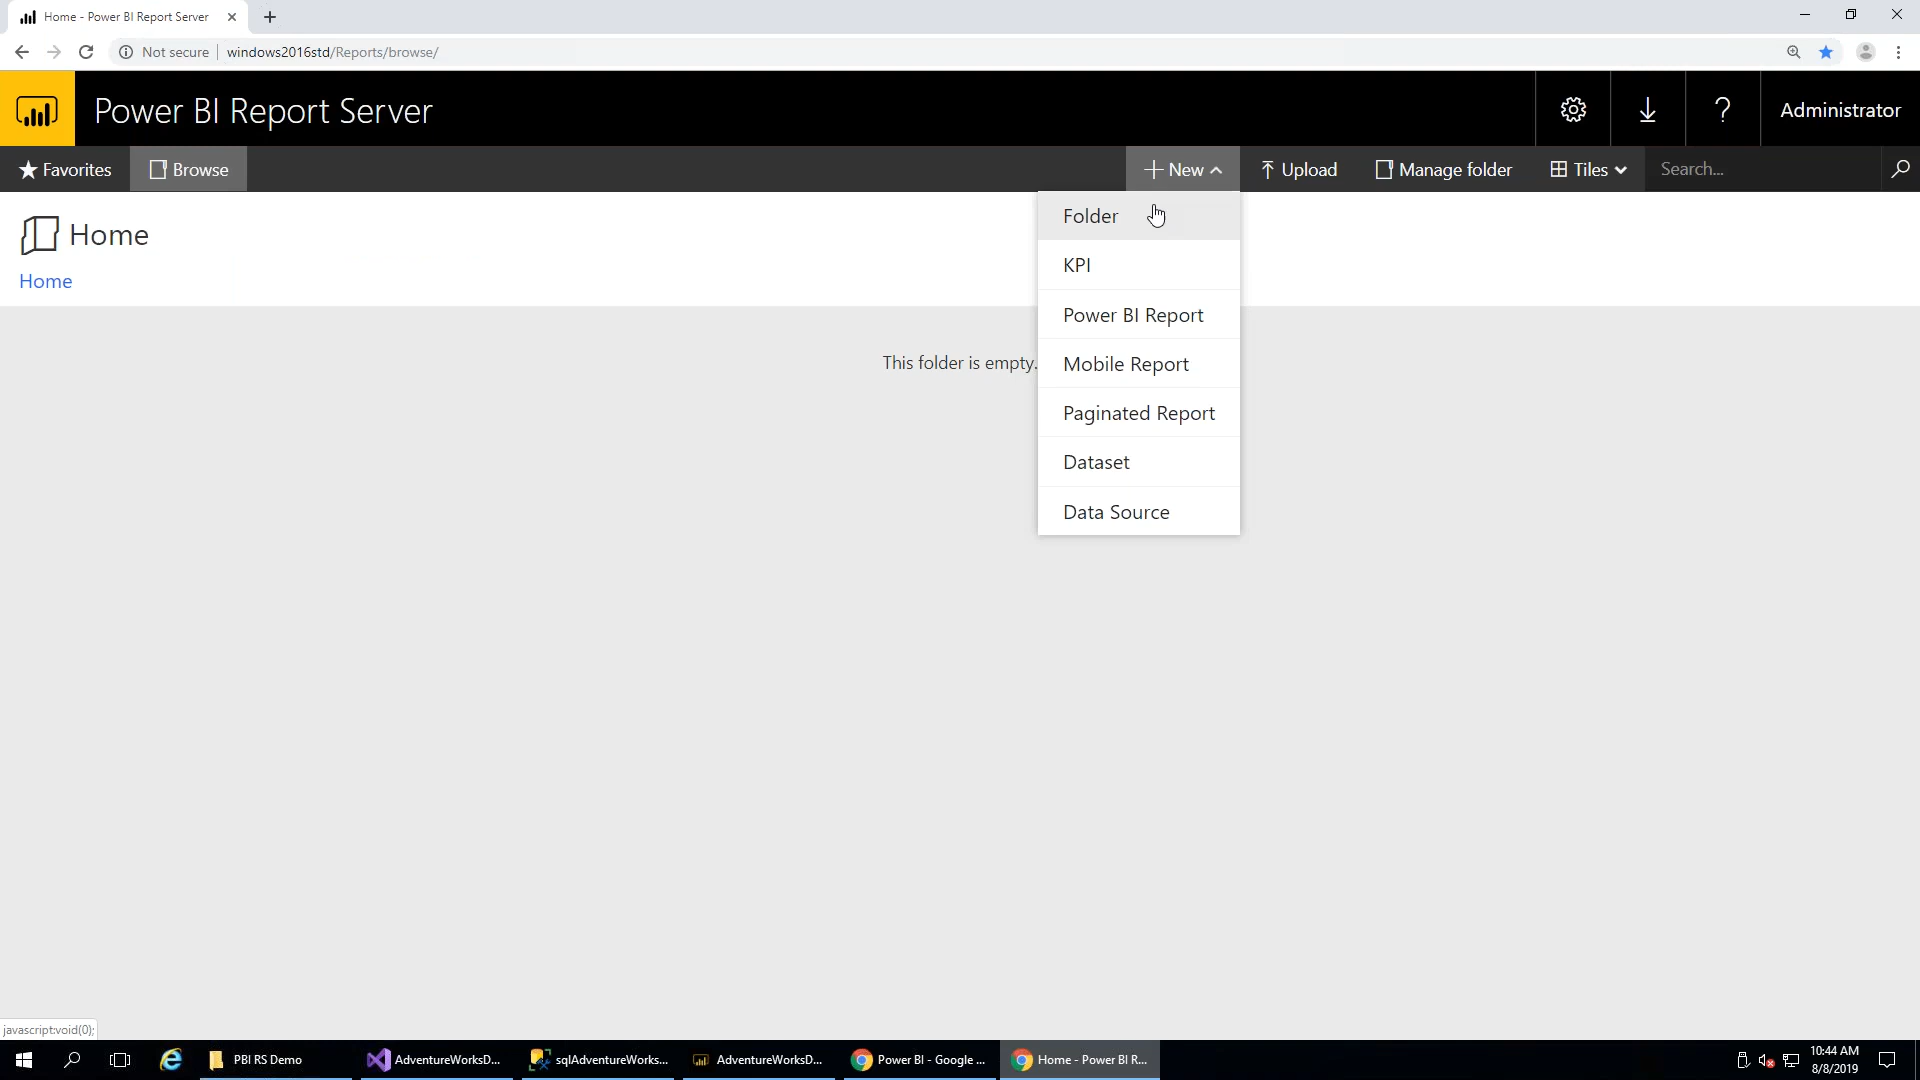 Home - Power BI Report Server
Not secure windows2016std/Reports/browse/
Power BI Report Server
Administrator
Favorites Browse New Upload Manage folder Tiles Search...
Home
Home
This folder is empty.
Folder
KPI
Power BI Report
Mobile Report
Paginated Report
Dataset
Data Source
javascript:void(0);
PBI RS Demo AdventureWorksD... sqlAdventureWorks... AdventureWorksD... Power BI - Google ... Home - Power BI R... 10:44 AM
8/8/2019